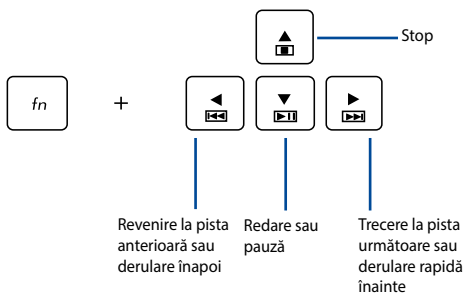 Stop
fn +
Revenire la pista
anterioară sau
derulare înapoi
Redare sau
pauză
Trecere la pista
următoare sau
derulare rapidă
înainte